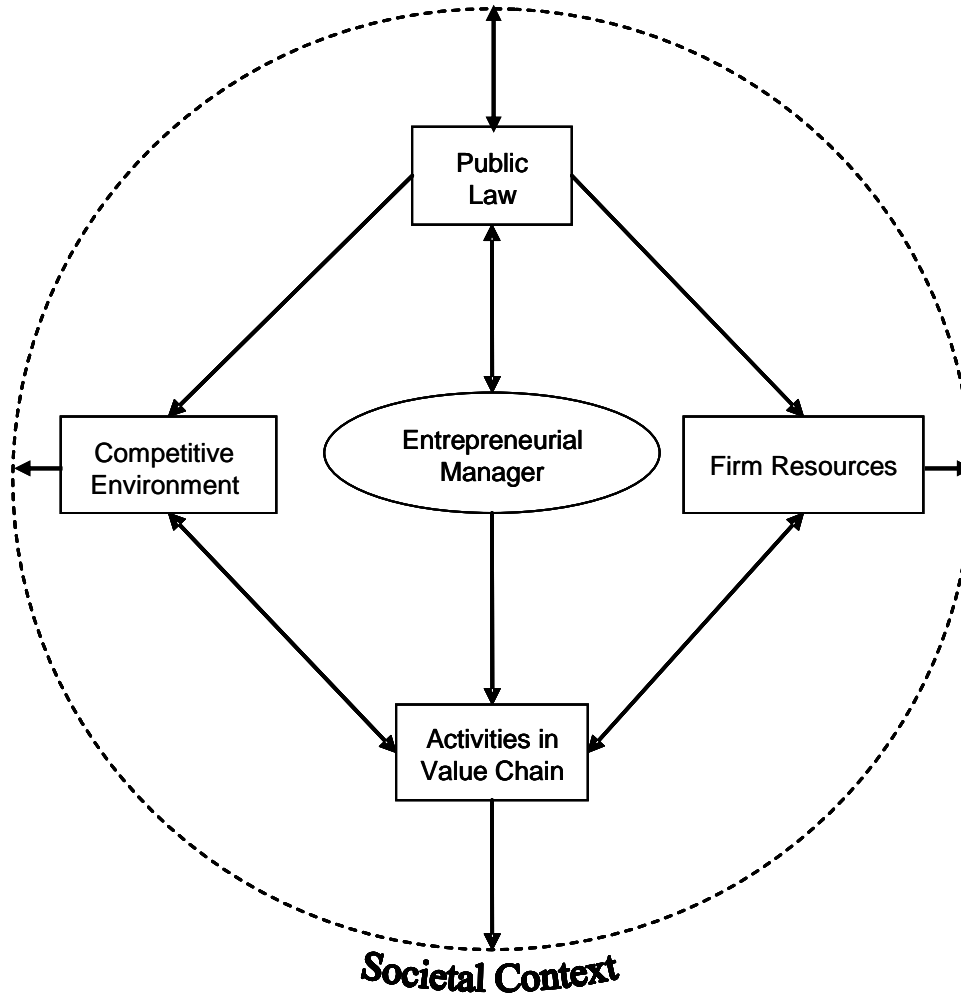 Public
Law
Competitive
Environment
Entrepreneurial
Manager
Firm Resources
Activities in
Value Chain
Societal Context